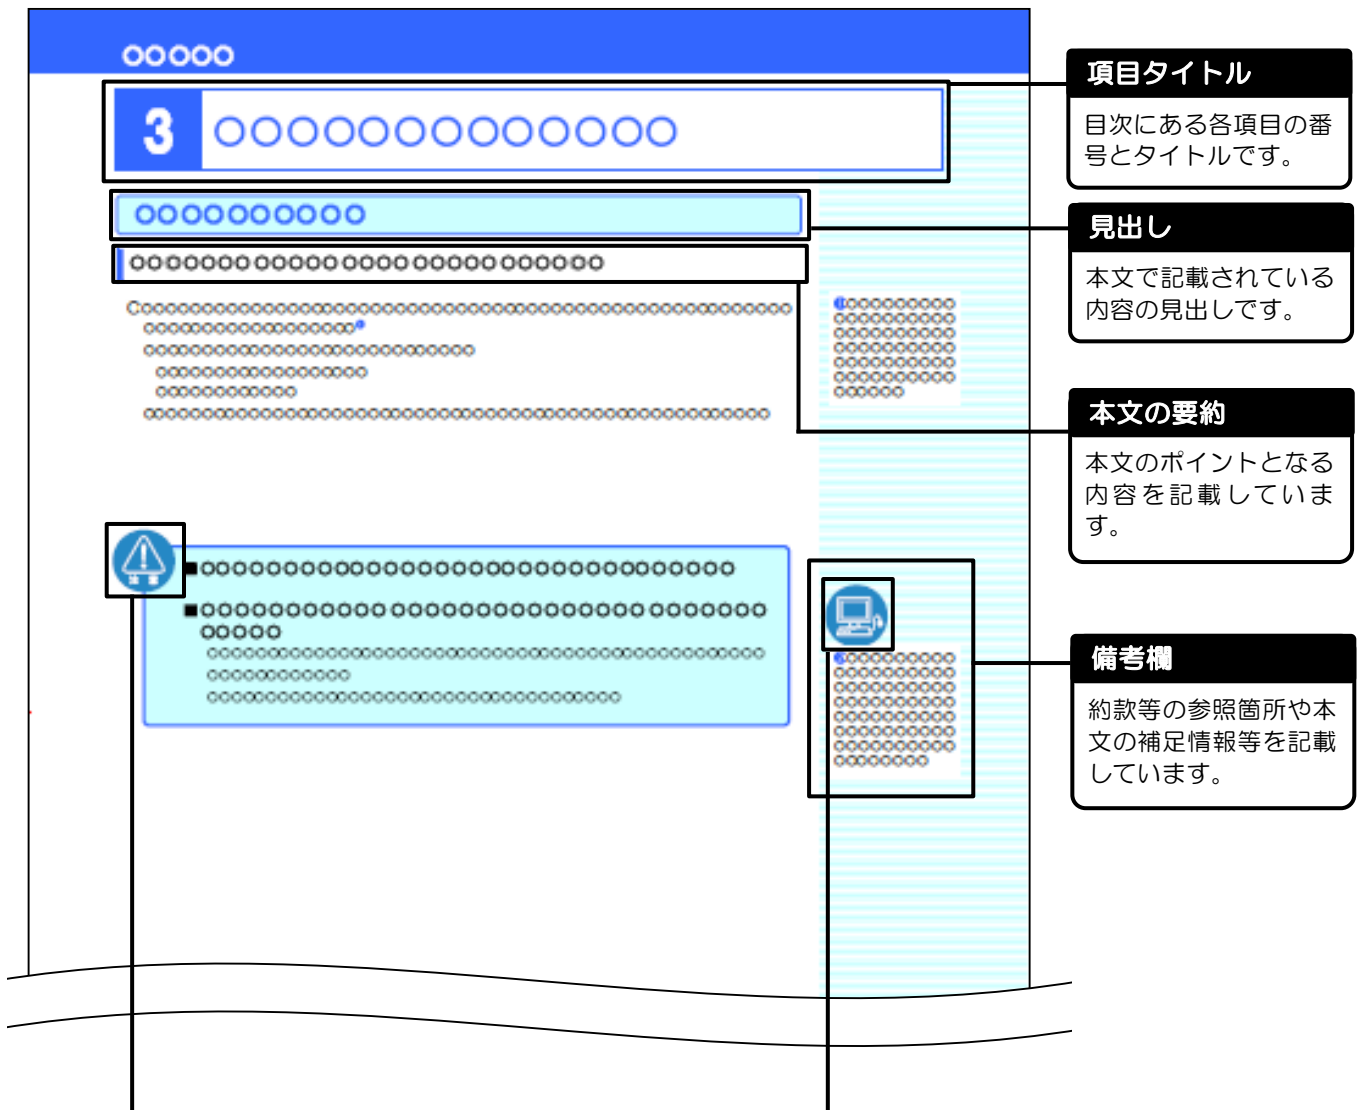 ○○○○○
3 ○○○○○○○○○○○○○
○○○○○○○○○○
項目タイトル
目次にある各項目の番
号とタイトルです。
見出し
本文で記載されている
内容の見出しです。
本文の要約
本文のポイントとなる
内容を記載していま
す。
備考欄
約款等の参照箇所や本
文の補足情報等を記載
しています。